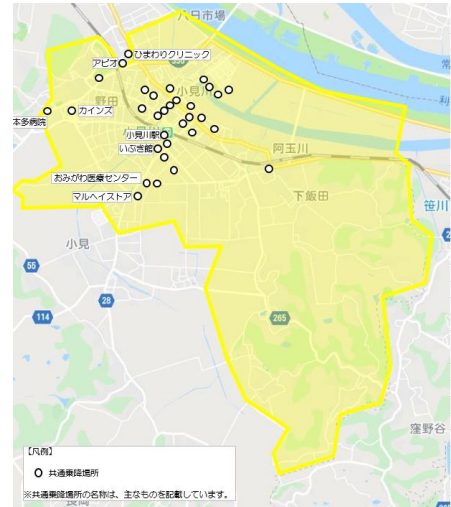 八日市場
ひまわりクリニック
アピオ
356
小見川
野田
常
利
本多病院
カインズ
小見川駅
いぶき館
阿玉川
おみがわ医療センター
下飯田
マルヘイストア
笹川
小見
55
28
114
265
窪野谷
【凡例】
共通乗降場所
※共通乗降場所の名称は、主なものを記載しています。